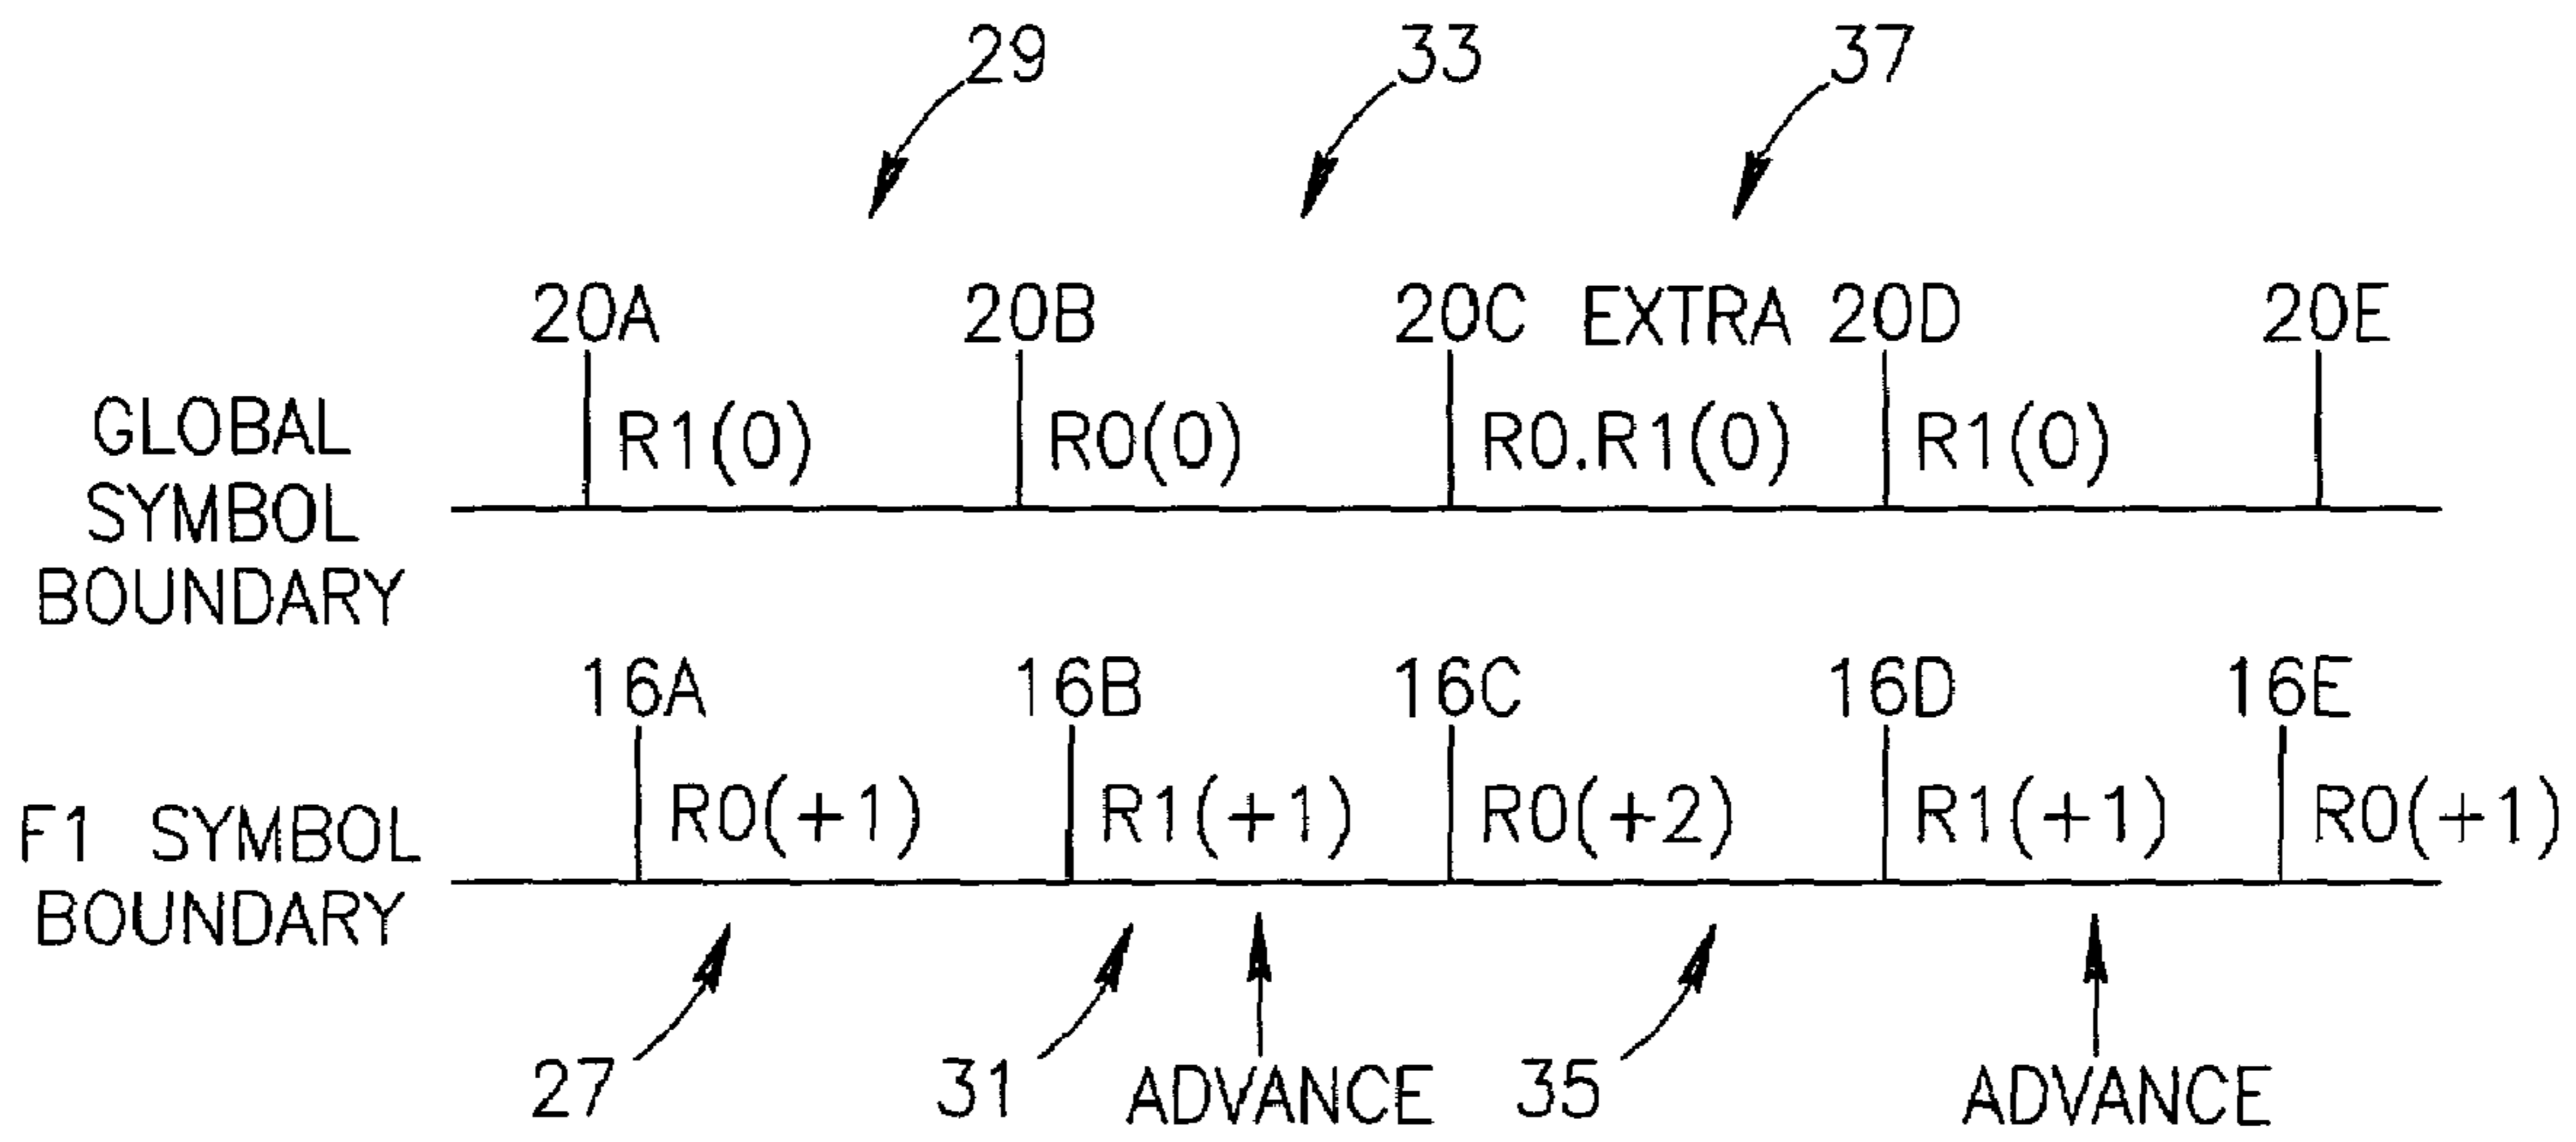 29 33 37
20A 20B 20C EXTRA 20D 20E
GLOBAL
SYMBOL
BOUNDARY
R1(0) R0(0) R0.R1(0) R1(0)
16A 16B 16C 16D 16E
F1 SYMBOL
BOUNDARY
R0(+1) R1(+1) R0(+2) R1(+1) R0(+1)
27 31 ADVANCE 35 ADVANCE